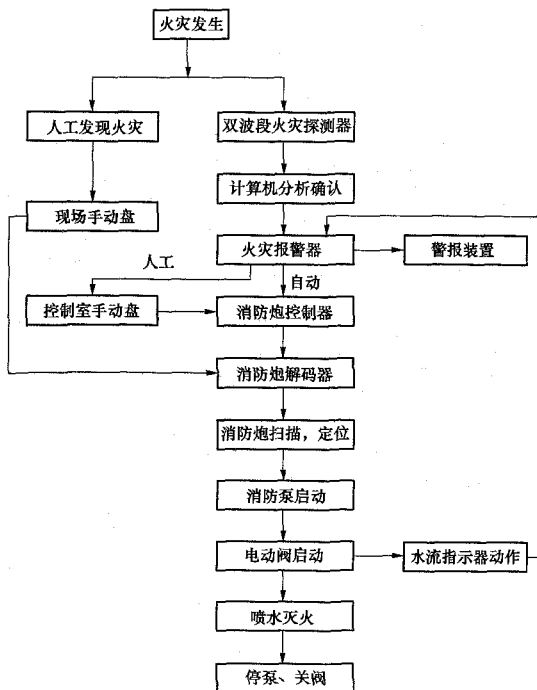 火灾发生
人工发现火灾
双波段火灾探测器
计算机分析确认
现场手动盘
火灾报警器
警报装置
人工
自动
控制室手动盘
消防炮控制器
消防炮解码器
消防炮扫描，定位
消防泵启动
电动阀启动
水流指示器动作
喷水灭火
停泵、关阀